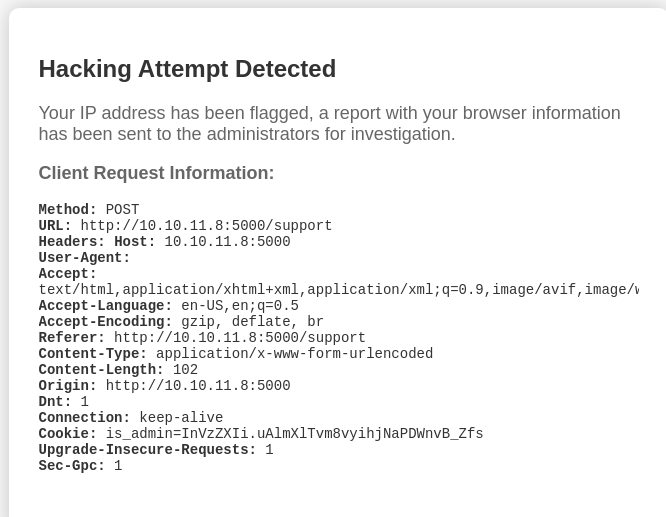 Hacking Attempt Detected
Your IP address has been flagged, a report with your browser information
has been sent to the administrators for investigation.
Client Request Information:
Method: POST
URL: http://10.10.11.8:5000/support
Headers: Host: 10.10.11.8:5000
User-Agent:
Accept:
text/html,application/xhtml+xml,application/xml;q=0.9,image/avif,image/w
Accept-Language: en-US,en;q=0.5
Accept-Encoding: gzip, deflate, br
Referer: http://10.10.11.8:5000/support
Content-Type: application/x-www-form-urlencoded
Content-Length: 102
Origin: http://10.10.11.8:5000
Dnt: 1
Connection: keep-alive
Cookie: is_admin=InVzZXIi.uAlmXlTvm8vyihjNaPDWnvB_Zfs
Upgrade-Insecure-Requests: 1
Sec-Gpc: 1